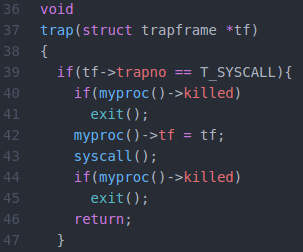 36 void
37 trap(struct trapframe *tf)
38 {
39   if(tf->trapno == T_SYSCALL){
40     if(myproc()->killed)
41       exit();
42     myproc()->tf = tf;
43     syscall();
44     if(myproc()->killed)
45       exit();
46     return;
47   }